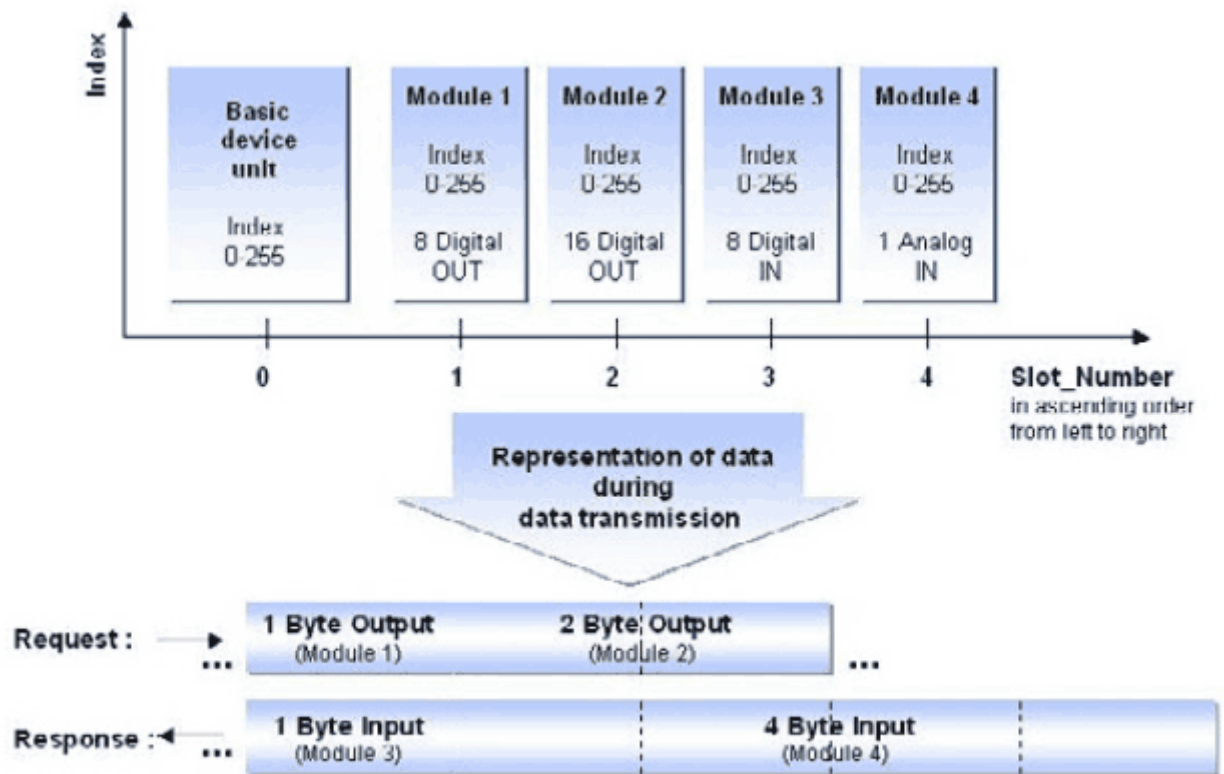 Index
Basic
device
unit
Index
0-255
Module 1
Index
0-255
8 Digital
OUT
Module 2
Index
0-255
16 Digital
OUT
Module 3
Index
0-255
8 Digital
IN
Module 4
Index
0-255
1 Analog
IN
0 1 2 3 4
Slot_Number
in ascending order
from left to right
Representation of data
during
data transmission
Request :
... 1 Byte Output
(Module 1)
2 Byte Output
(Module 2)
...
Response :
... 1 Byte Input
(Module 3)
4 Byte Input
(Module 4)